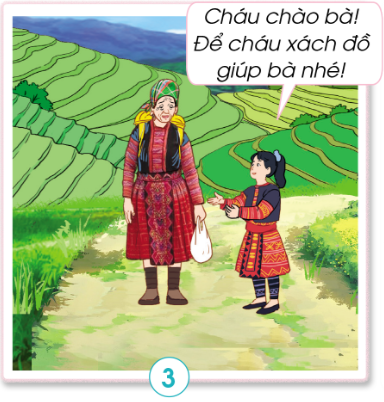 Cháu chào bà!
Để cháu xách đồ
giúp bà nhé!
3